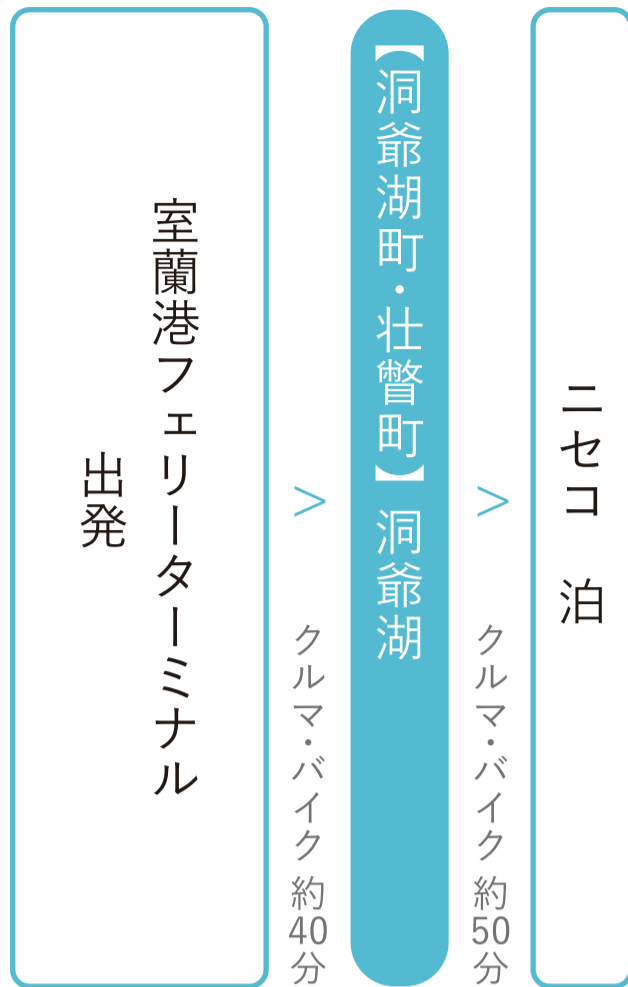 室蘭港フェリーターミナル
出発
>
クルマ・バイク 約40分
【洞爺湖町・壮瞥町】洞爺湖
>
クルマ・バイク 約50分
ニセコ　泊